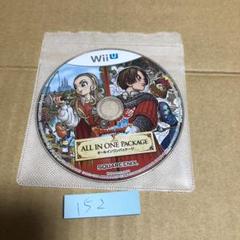 Wii U
ALL IN ONE PACKAGE
オールインワンパッケージ
SQUARE ENIX
152